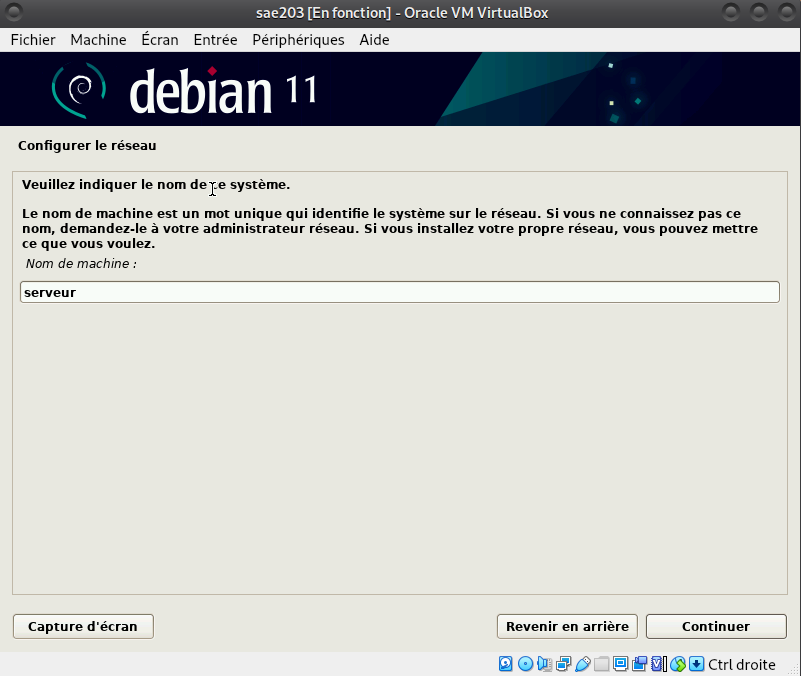 sae203 [En fonction] - Oracle VM VirtualBox
Fichier Machine Écran Entrée Périphériques Aide
debian 11
Configurer le réseau
Veuillez indiquer le nom de ce système.
Le nom de machine est un mot unique qui identifie le système sur le réseau. Si vous ne connaissez pas ce
nom, demandez-le à votre administrateur réseau. Si vous installez votre propre réseau, vous pouvez mettre
ce que vous voulez.
Nom de machine :
serveur
Capture d'écran Revenir en arrière Continuer
Ctrl droite